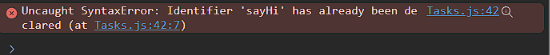 Uncaught SyntaxError: Identifier 'sayHi' has already been de Tasks.js:42
clared (at Tasks.js:42:7)